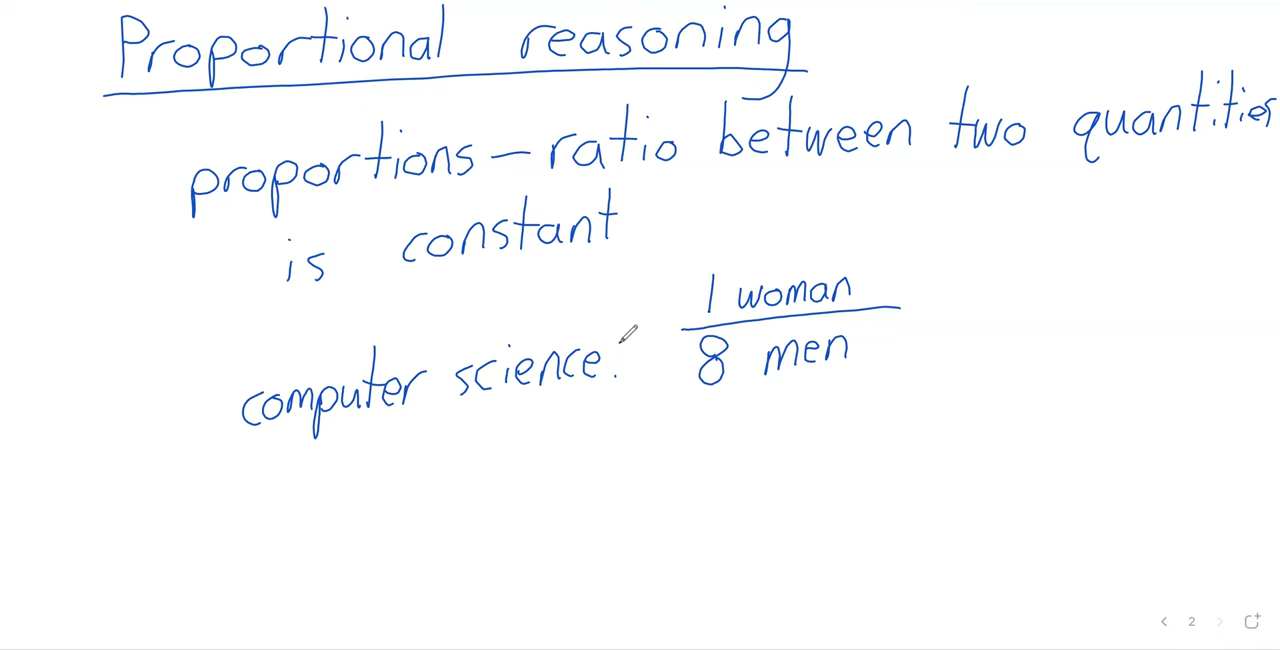 Proportional reasoning
proportions - ratio between two quantities
is constant
1 woman
8 men
computer science:
2